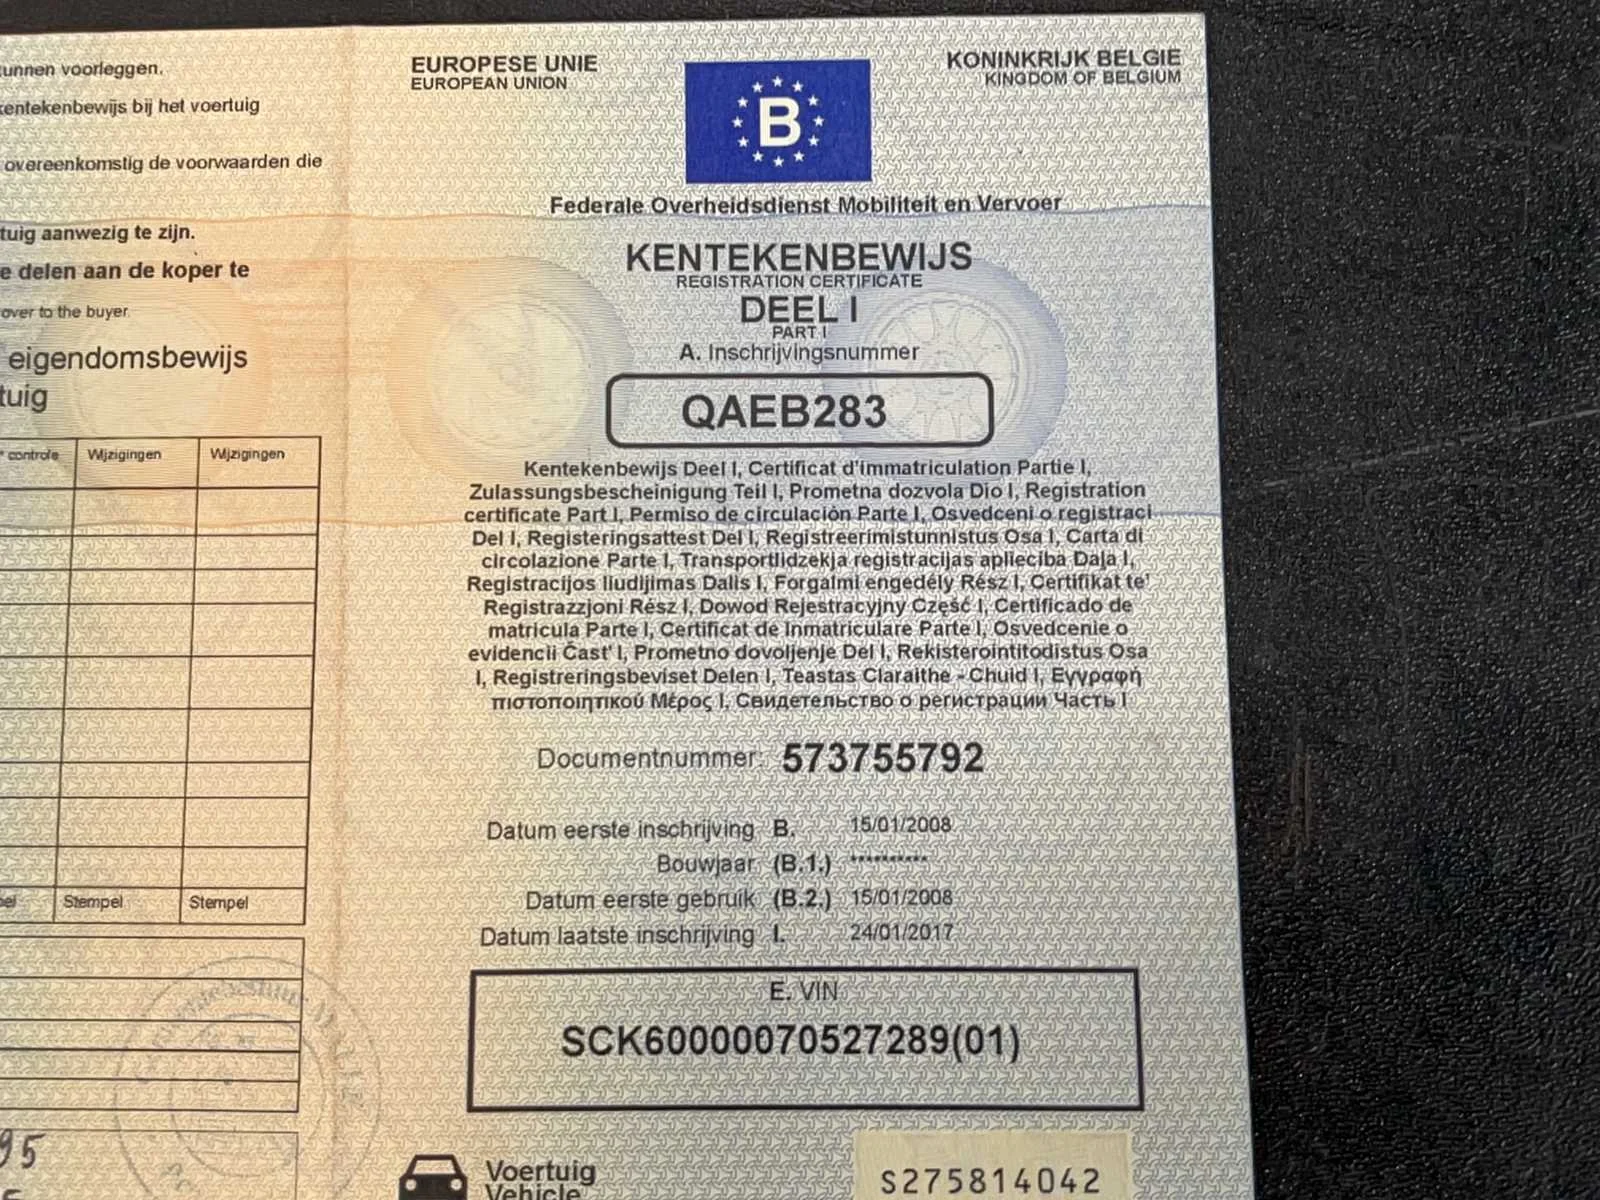 unnen voorleggen.
kentekenbewijs bij het voertuig
overeenkomstig de voorwaarden die
tuig aanwezig te zijn.
e delen aan de koper te
over to the buyer.
eigendomsbewijs
tuig
controle Wijzigingen Wijzigingen
Stempel Stempel
95
EUROPESE UNIE
EUROPEAN UNION
B
KONINKRIJK BELGIE
KINGDOM OF BELGIUM
Federale Overheidsdienst Mobiliteit en Vervoer
KENTEKENBEWIJS
REGISTRATION CERTIFICATE
DEEL I
PART I
A. Inschrijvingsnummer
QAEB283
Kentekenbewijs Deel I, Certificat d'immatriculation Partie I,
Zulassungsbescheinigung Teil I, Prometna dozvola Dio I, Registration
certificate Part I, Permiso de circulación Parte I, Osvedceni o registraci
Del I, Registeringsattest Del I, Registreerimistunnistus Osa I, Carta di
circolazione Parte I, Transportlidzekja registracijas aplieciba Daļa I,
Registracijos liudijimas Dalis I, Forgalmi engedély Rész I, Certifikat te'
Registrazzjoni Rész I, Dowod Rejestracyjny Część I, Certificado de
matricula Parte I, Certificat de Inmatriculare Parte I, Osvedcenie o
evidencii Čast' I, Prometno dovoljenje Del I, Rekisterointitodistus Osa
I, Registreringsbeviset Delen I, Teastas Claraithe - Chuid I, Εγγραφή
πιστοποιητικού Μέρος I, Свидетельство о регистрации Часть I
Documentnummer: 573755792
Datum eerste inschrijving B. 15/01/2008
Bouwjaar (B.1.) **********
Datum eerste gebruik (B.2.) 15/01/2008
Datum laatste inschrijving I. 24/01/2017
E. VIN
SCK60000070527289(01)
Voertuig
Vehicle
S275814042